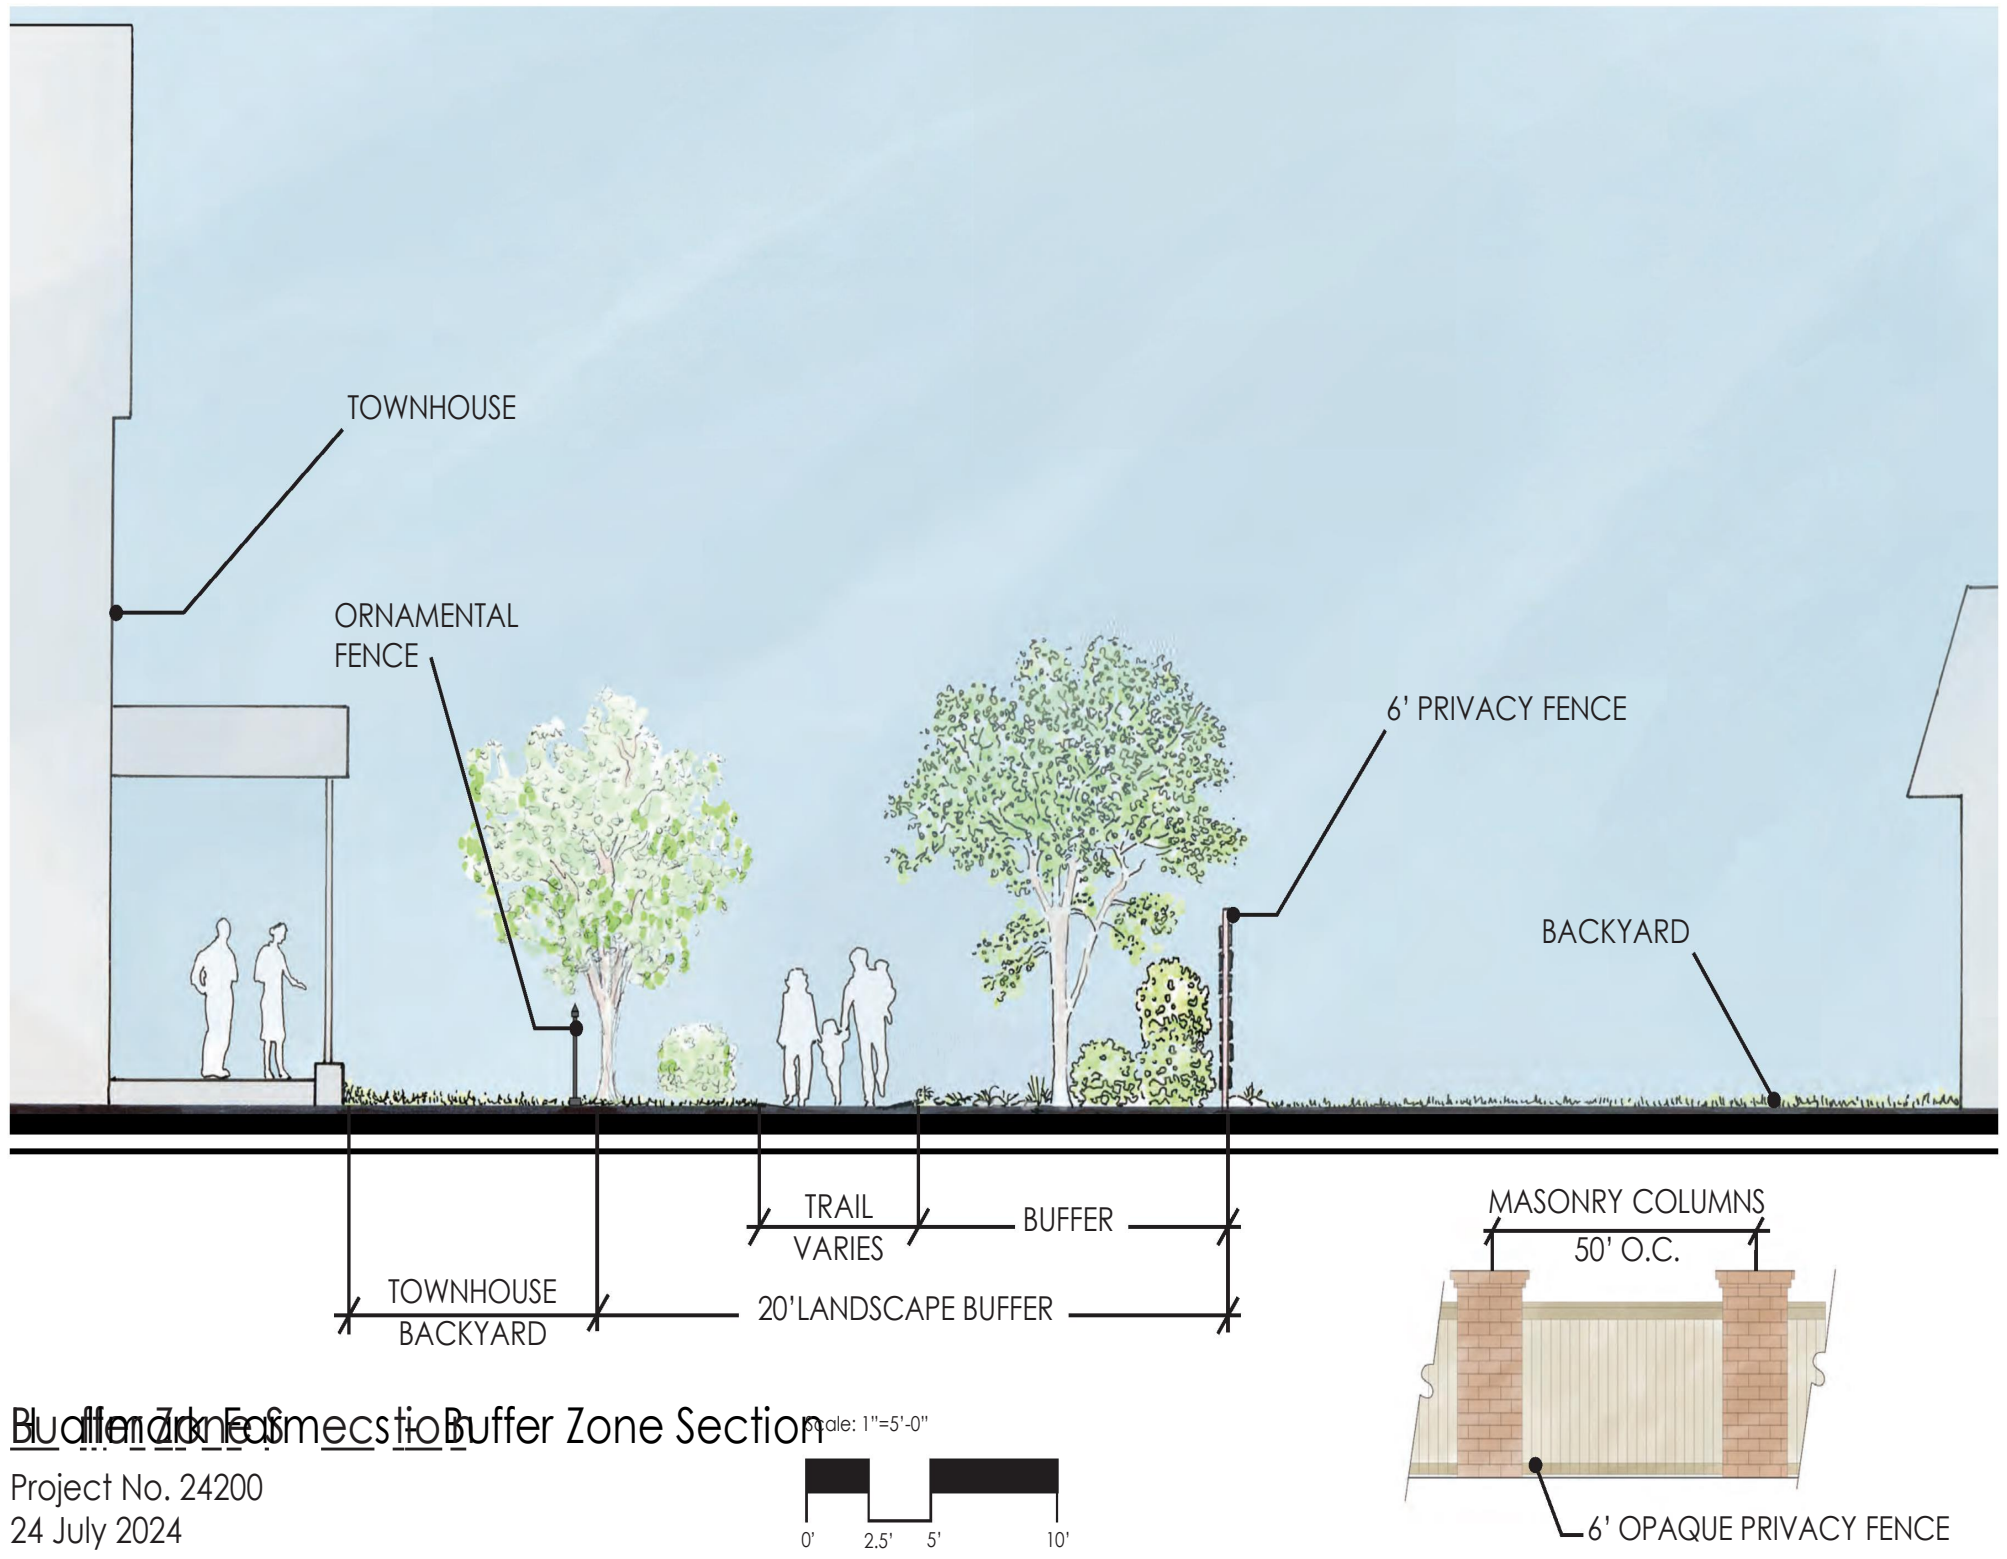 TOWNHOUSE
ORNAMENTAL
FENCE
6’ PRIVACY FENCE
BACKYARD
TRAIL
VARIES
BUFFER
TOWNHOUSE
BACKYARD
20’LANDSCAPE BUFFER
MASONRY COLUMNS
50’ O.C.
6’ OPAQUE PRIVACY FENCE
Buffer Zone Section
Scale: 1”=5’-0”
0’ 2.5’ 5’ 10’
Project No. 24200
24 July 2024